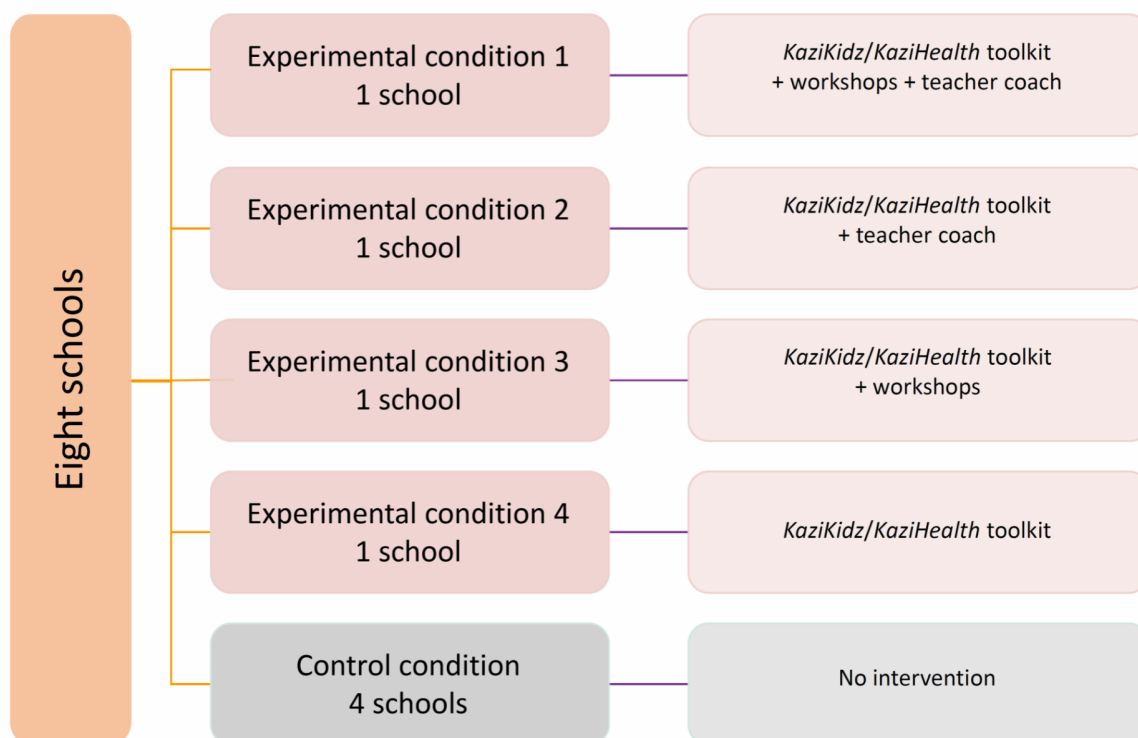 Eight schools
Experimental condition 1
1 school
KaziKidz/KaziHealth toolkit
+ workshops + teacher coach
Experimental condition 2
1 school
KaziKidz/KaziHealth toolkit
+ teacher coach
Experimental condition 3
1 school
KaziKidz/KaziHealth toolkit
+ workshops
Experimental condition 4
1 school
KaziKidz/KaziHealth toolkit
Control condition
4 schools
No intervention